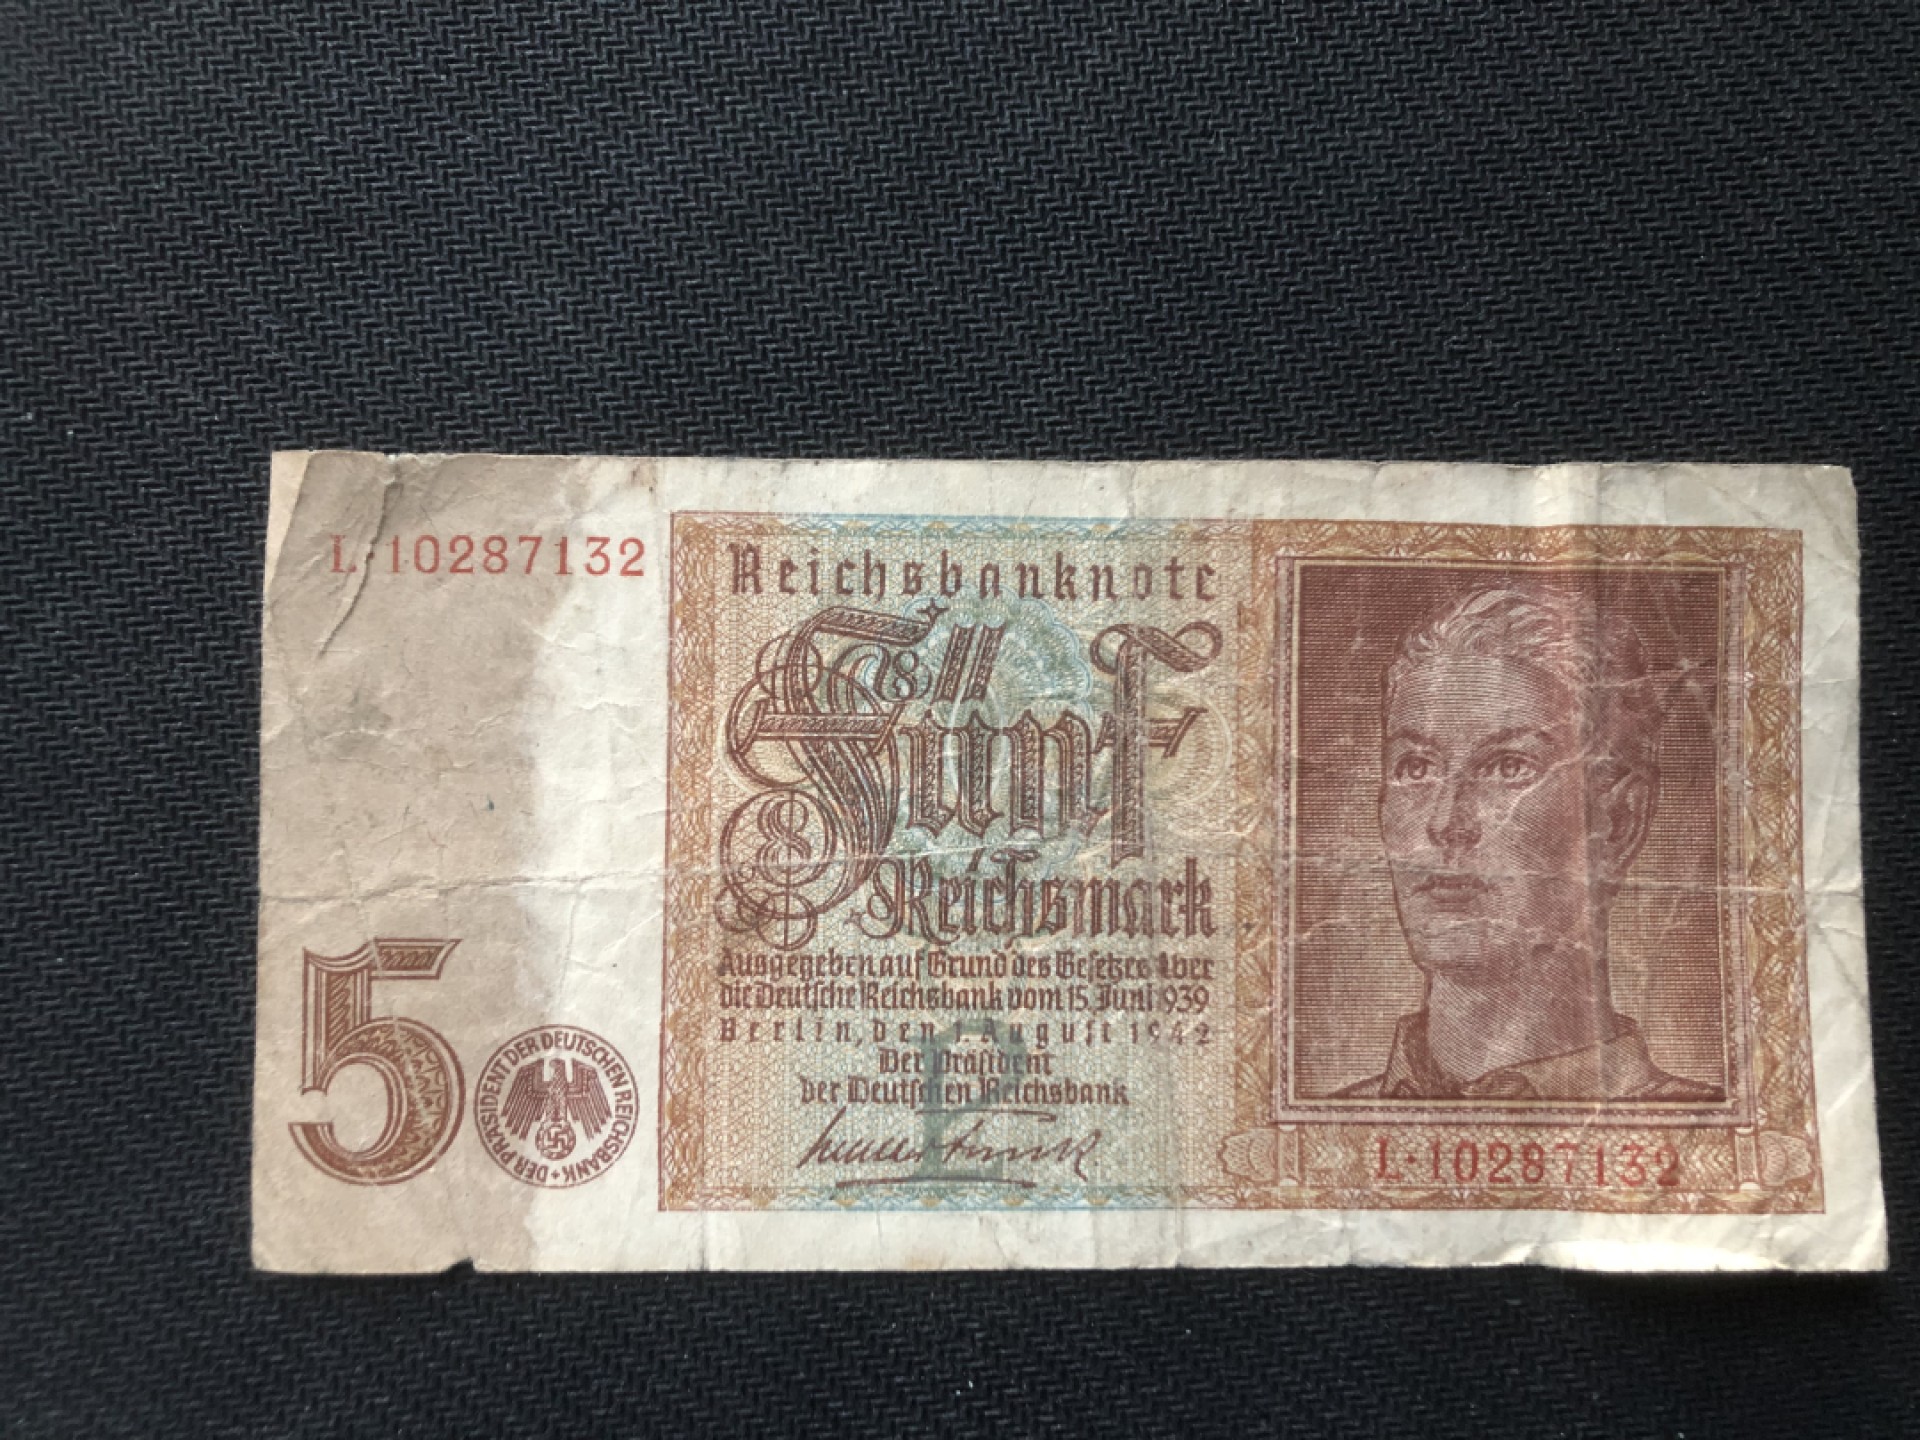 L·10287132
Reichsbanknote
Fünf
Reichsmark
Ausgegeben auf Grund des Gesetzes über
die Deutsche Reichsbank vom 15. Juni 1939
Berlin, den 1. August 1942
Der Präsident
der Deutschen Reichsbank
5
DER PRÄSIDENT DER DEUTSCHEN REICHSBANK
L·10287132